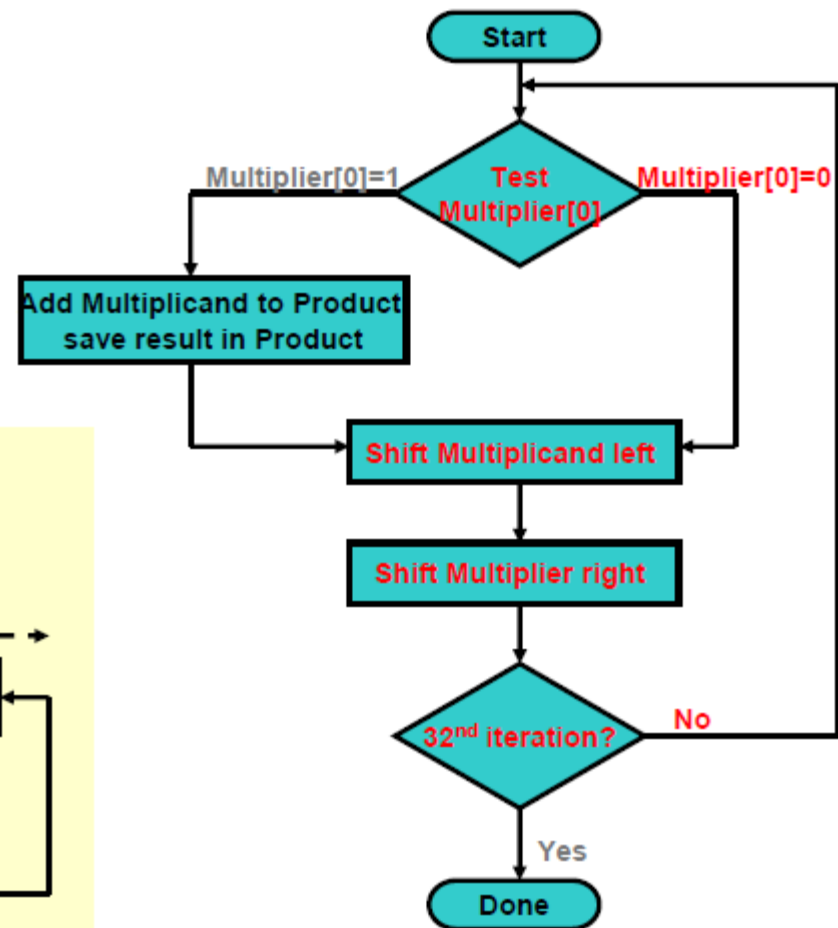 Start
Multiplier[0]=1
Test
Multiplier[0]
Multiplier[0]=0
Add Multiplicand to Product
save result in Product
Shift Multiplicand left
Shift Multiplier right
32nd iteration?
No
Yes
Done